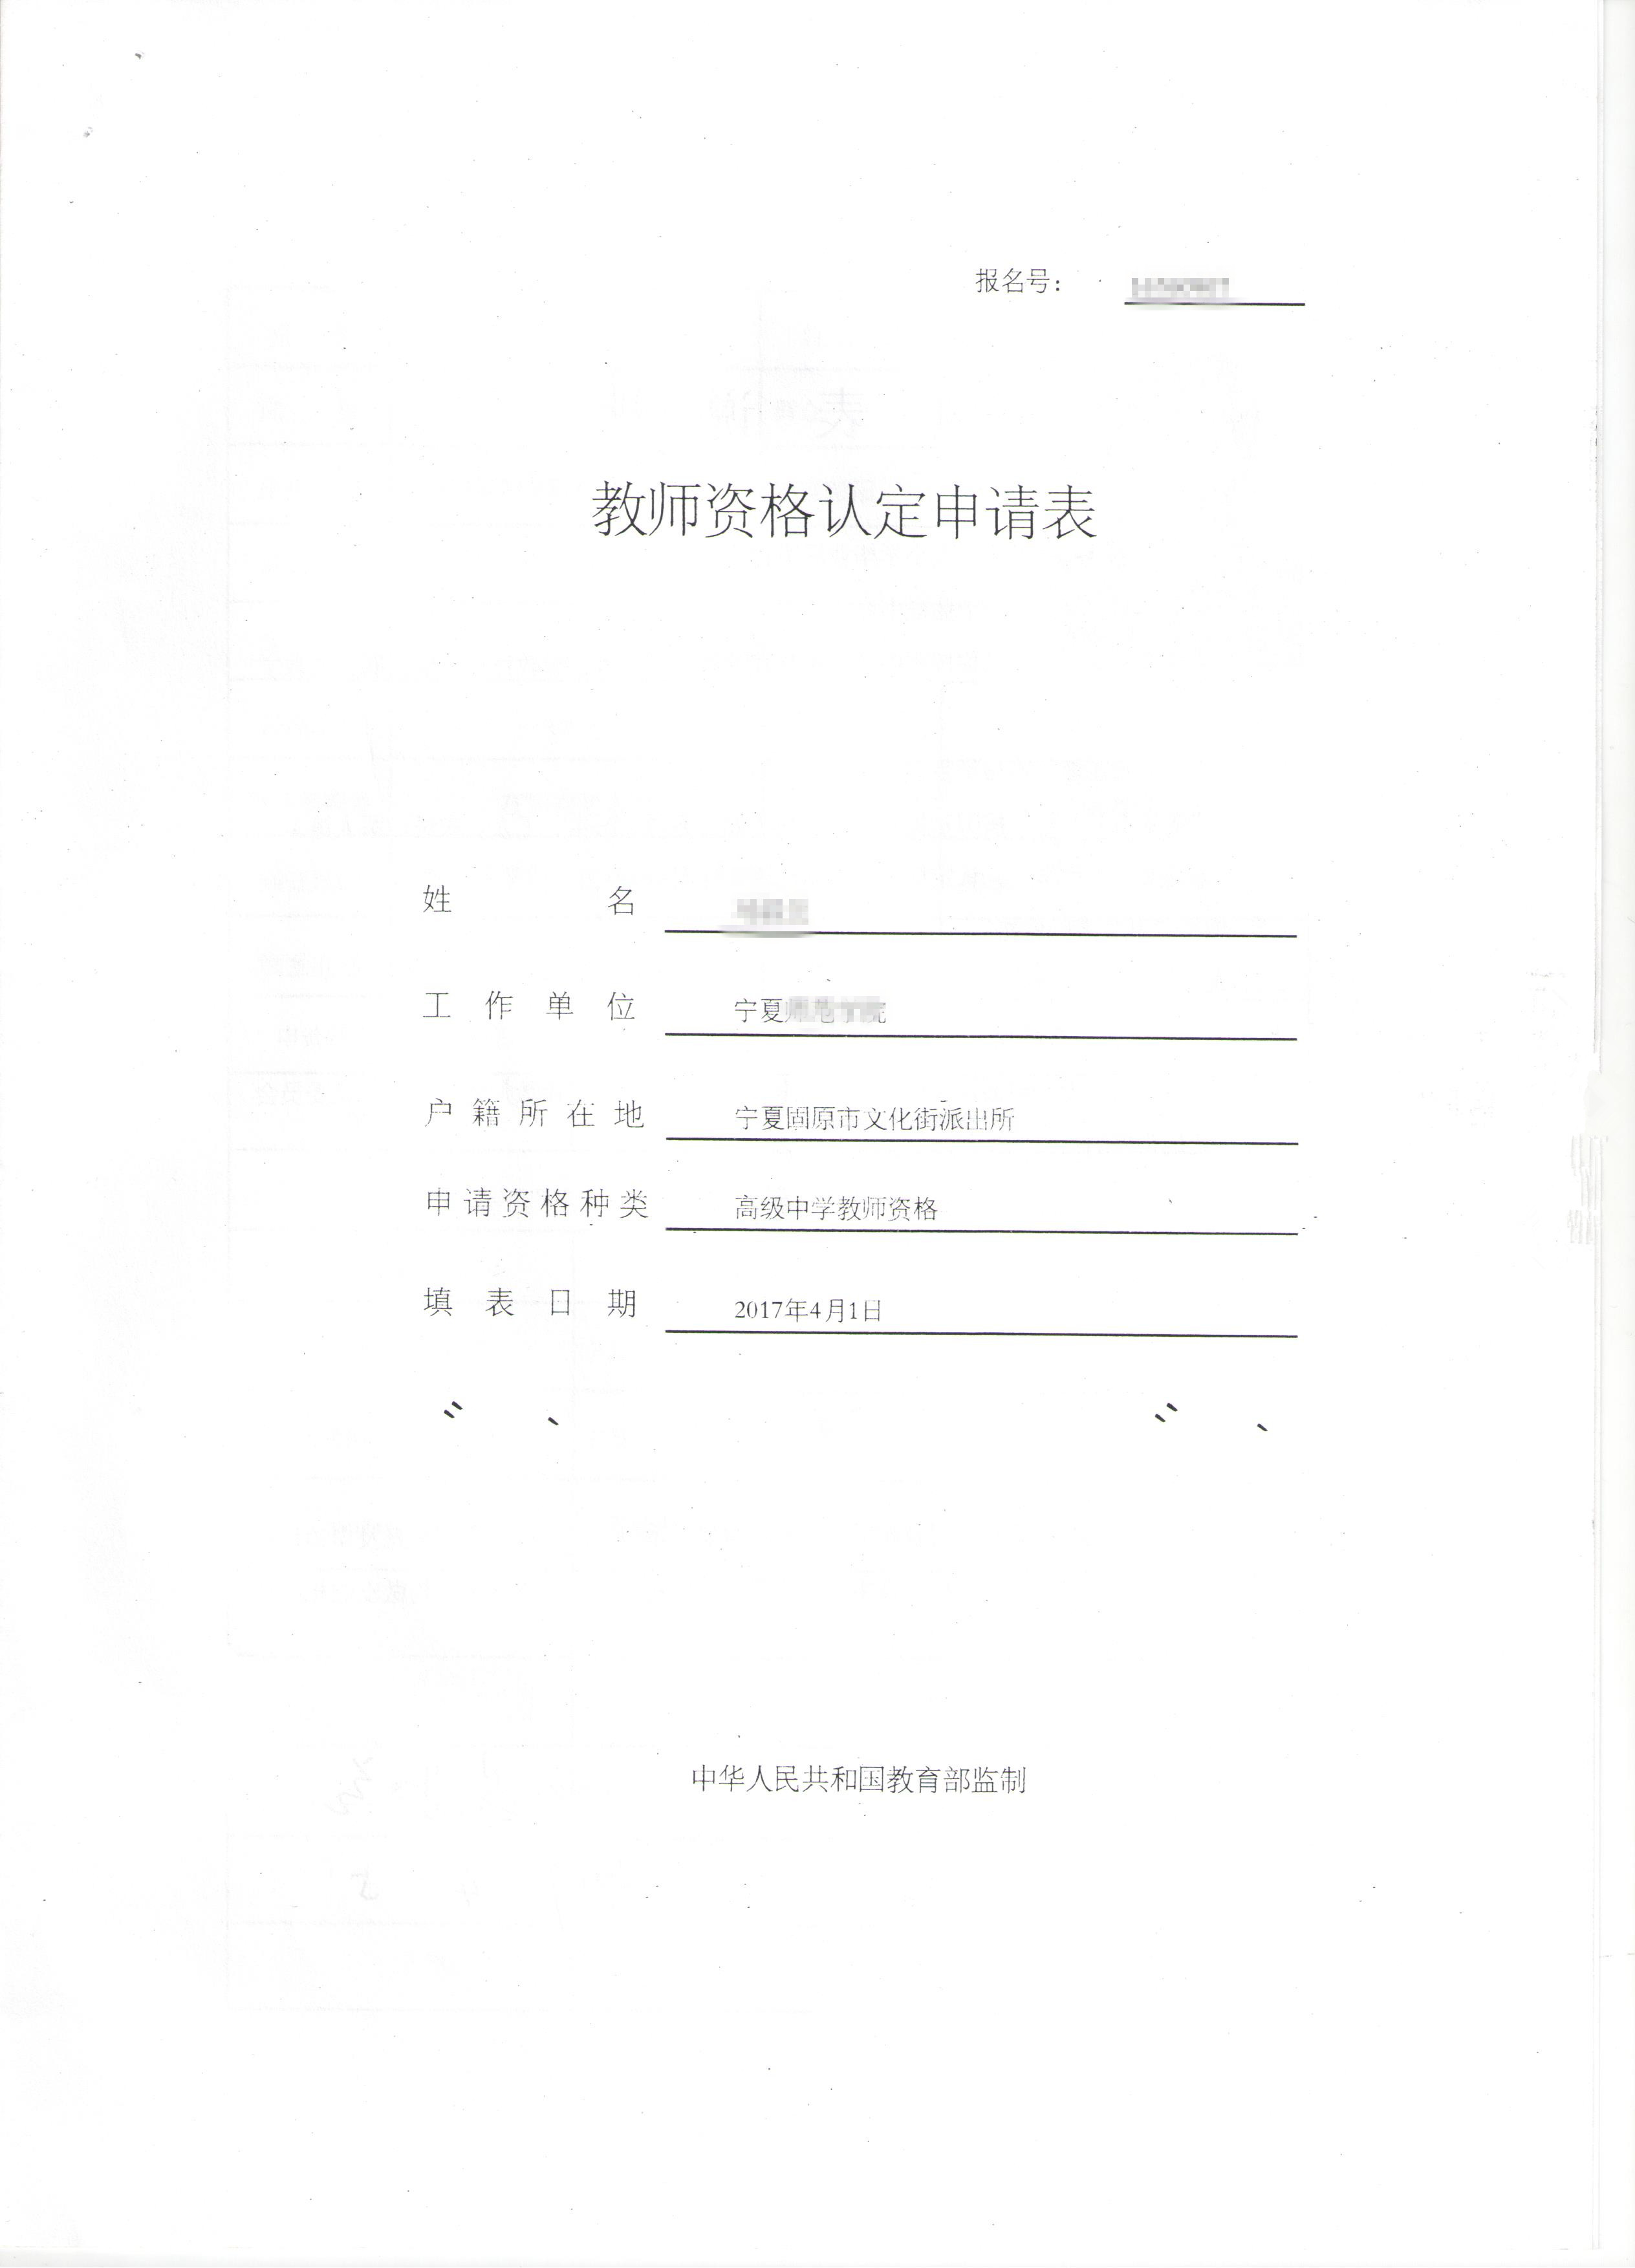 报名号：
教师资格认定申请表
姓名
工作单位 宁夏
户籍所在地 宁夏固原市文化街派出所
申请资格种类 高级中学教师资格
填表日期 2017年4月1日
中华人民共和国教育部监制